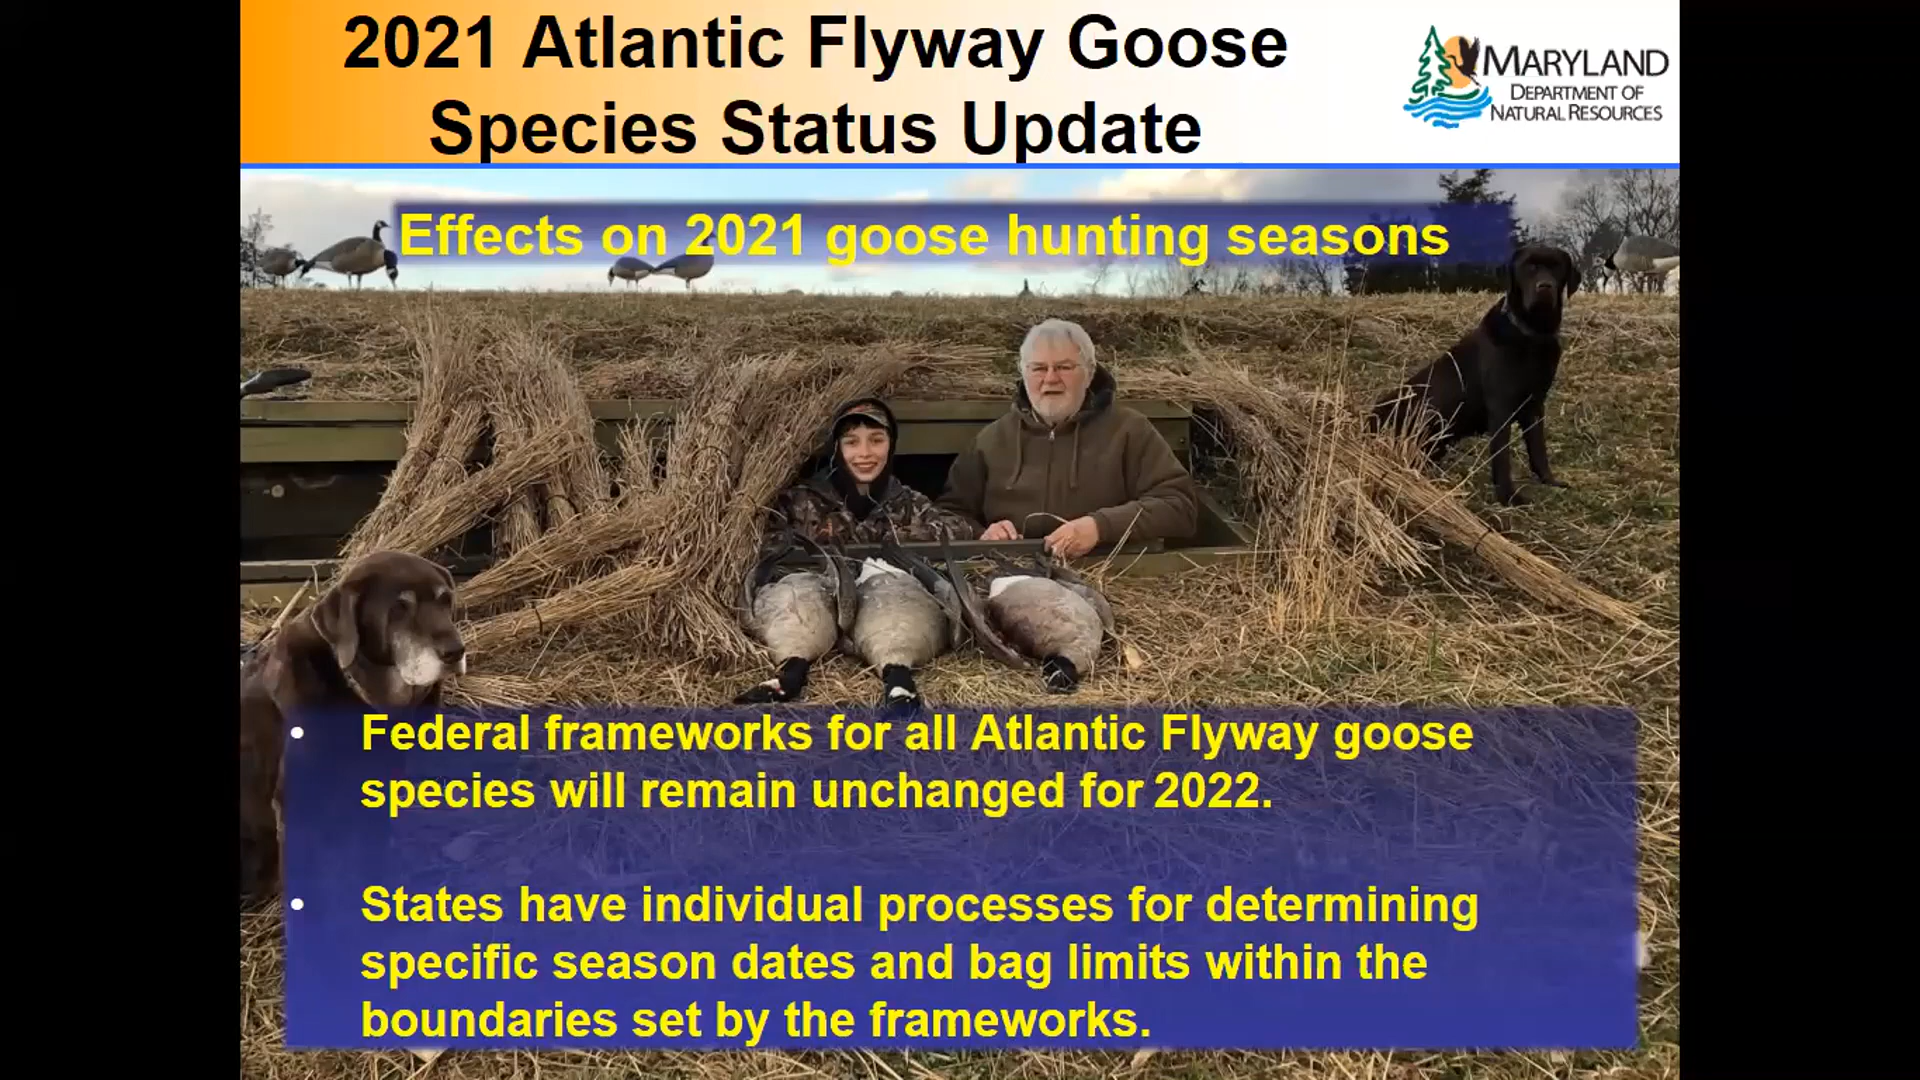 2021 Atlantic Flyway Goose
Species Status Update
MARYLAND
DEPARTMENT OF
NATURAL RESOURCES
Effects on 2021 goose hunting seasons
• Federal frameworks for all Atlantic Flyway goose
species will remain unchanged for 2022.
• States have individual processes for determining
specific season dates and bag limits within the
boundaries set by the frameworks.